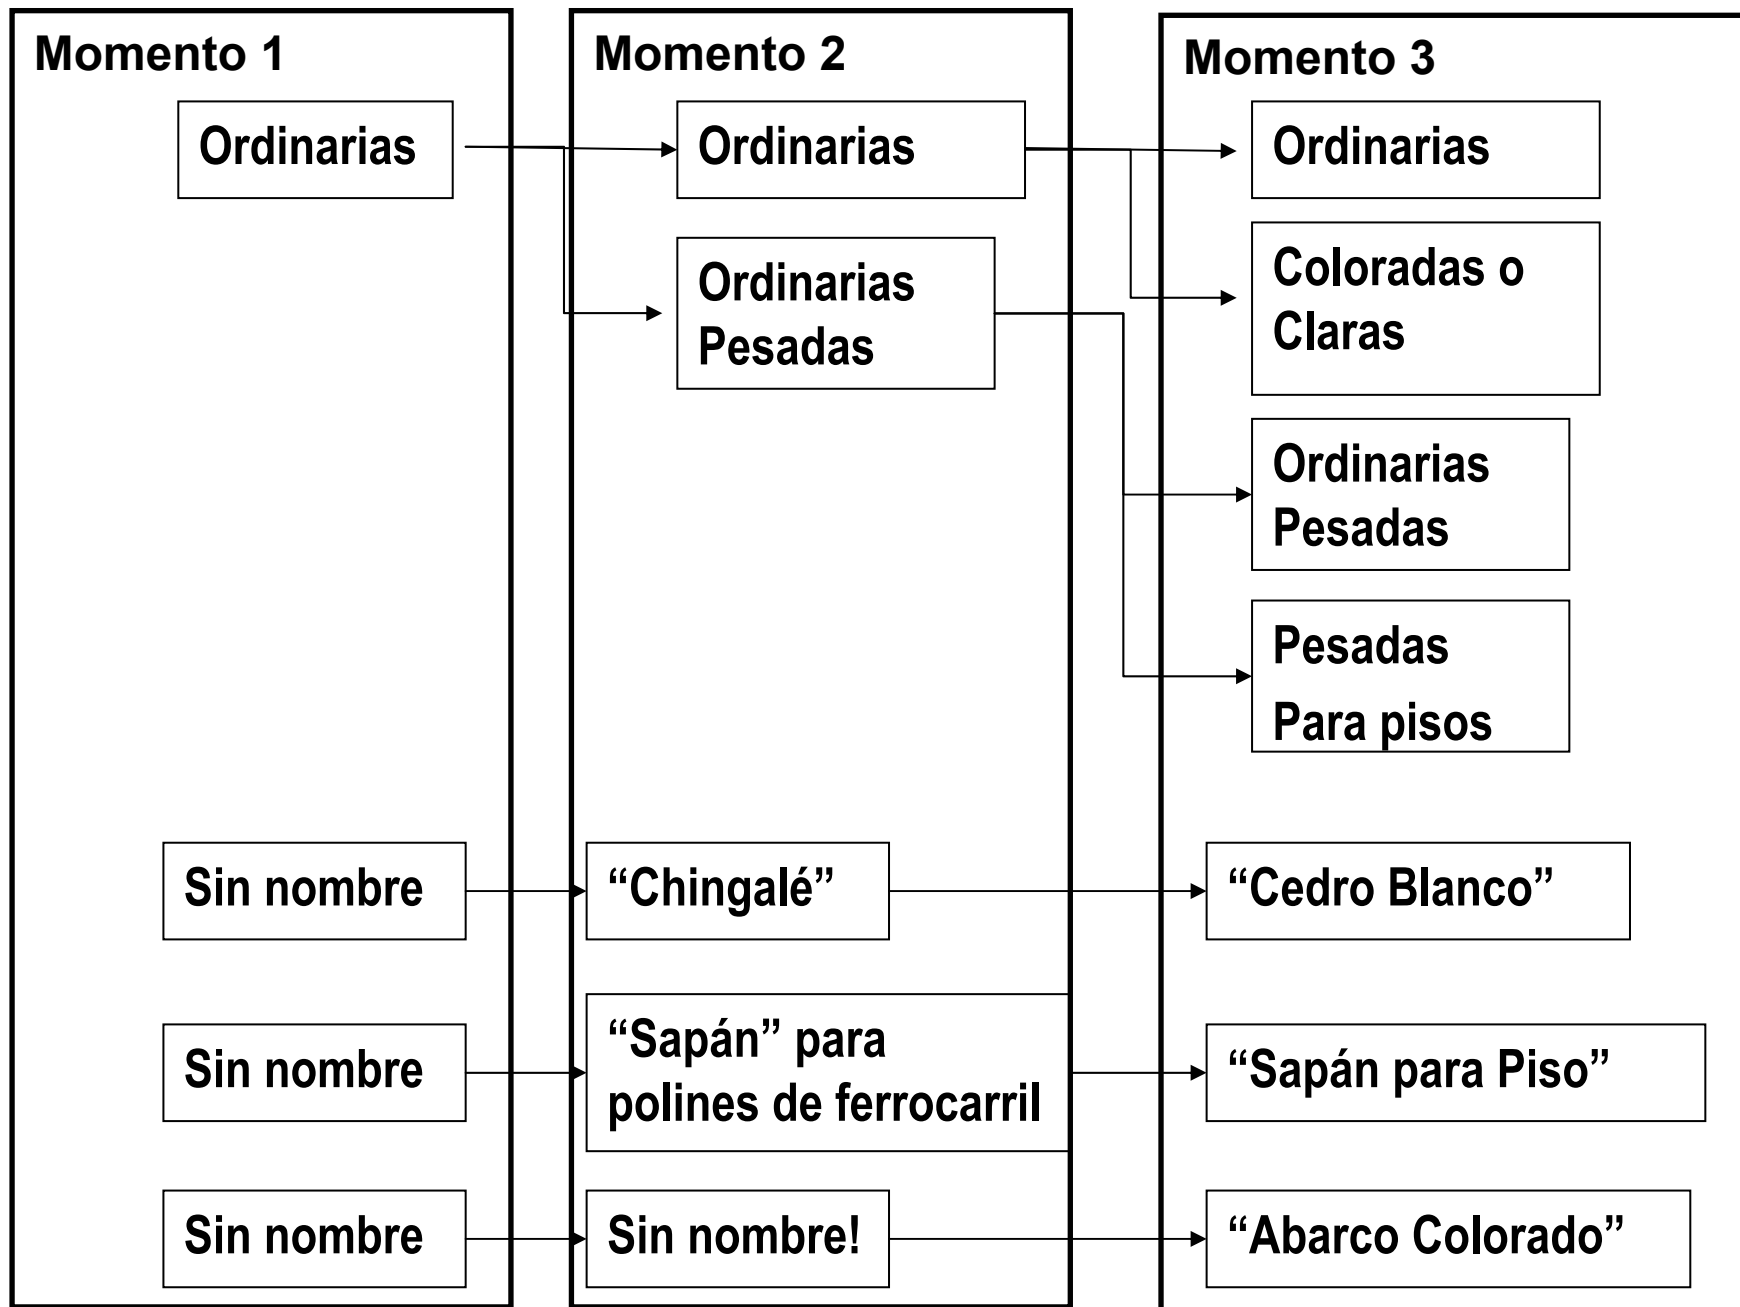 Momento 1
Ordinarias
Sin nombre
Sin nombre
Sin nombre
Momento 2
Ordinarias
Ordinarias
Pesadas
“Chingalé”
“Sapán” para
polines de ferrocarril
Sin nombre!
Momento 3
Ordinarias
Coloradas o
Claras
Ordinarias
Pesadas
Pesadas
Para pisos
“Cedro Blanco”
“Sapán para Piso”
“Abarco Colorado”